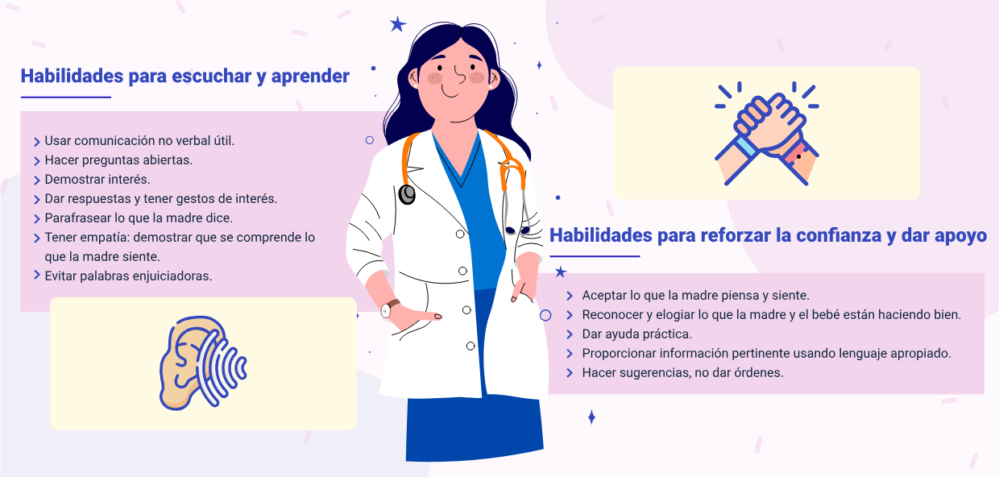 Habilidades para escuchar y aprender
Usar comunicación no verbal útil.
Hacer preguntas abiertas.
Demostrar interés.
Dar respuestas y tener gestos de interés.
Parafrasear lo que la madre dice.
Tener empatía: demostrar que se comprende lo
que la madre siente.
Evitar palabras enjuiciadoras.
Habilidades para reforzar la confianza y dar apoyo
Aceptar lo que la madre piensa y siente.
Reconocer y elogiar lo que la madre y el bebé están haciendo bien.
Dar ayuda práctica.
Proporcionar información pertinente usando lenguaje apropiado.
Hacer sugerencias, no dar órdenes.